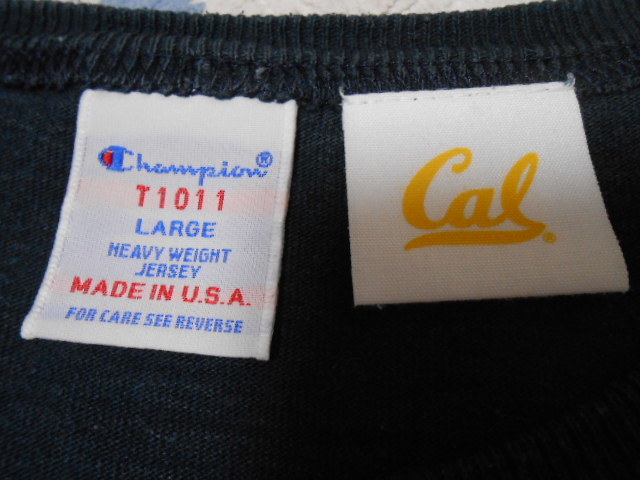 Champion®
T1011
LARGE
HEAVY WEIGHT
JERSEY
MADE IN U.S.A.
FOR CARE SEE REVERSE
Cal